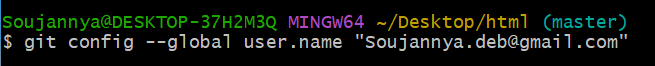 Soujannya@DESKTOP-37H2M3Q MINGW64 ~/Desktop/html (master)
$ git config --global user.name "Soujannya.deb@gmail.com"